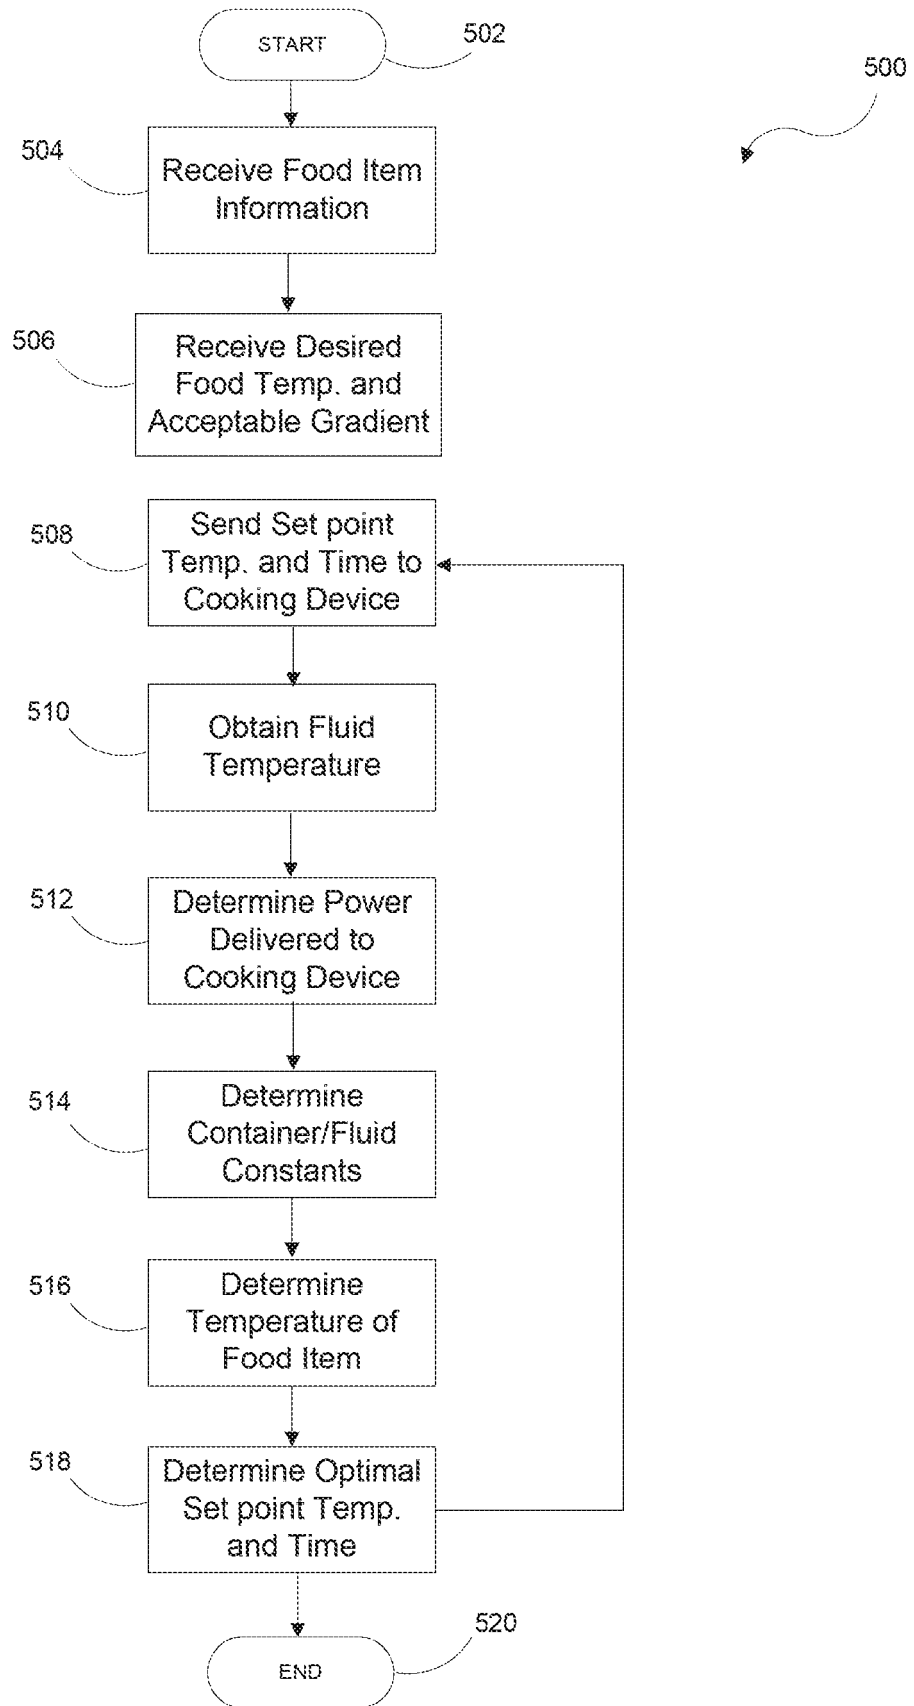 START
502
500
504
Receive Food Item
Information
506
Receive Desired
Food Temp. and
Acceptable Gradient
508
Send Set point
Temp. and Time to
Cooking Device
510
Obtain Fluid
Temperature
512
Determine Power
Delivered to
Cooking Device
514
Determine
Container/Fluid
Constants
516
Determine
Temperature of
Food Item
518
Determine Optimal
Set point Temp.
and Time
520
END